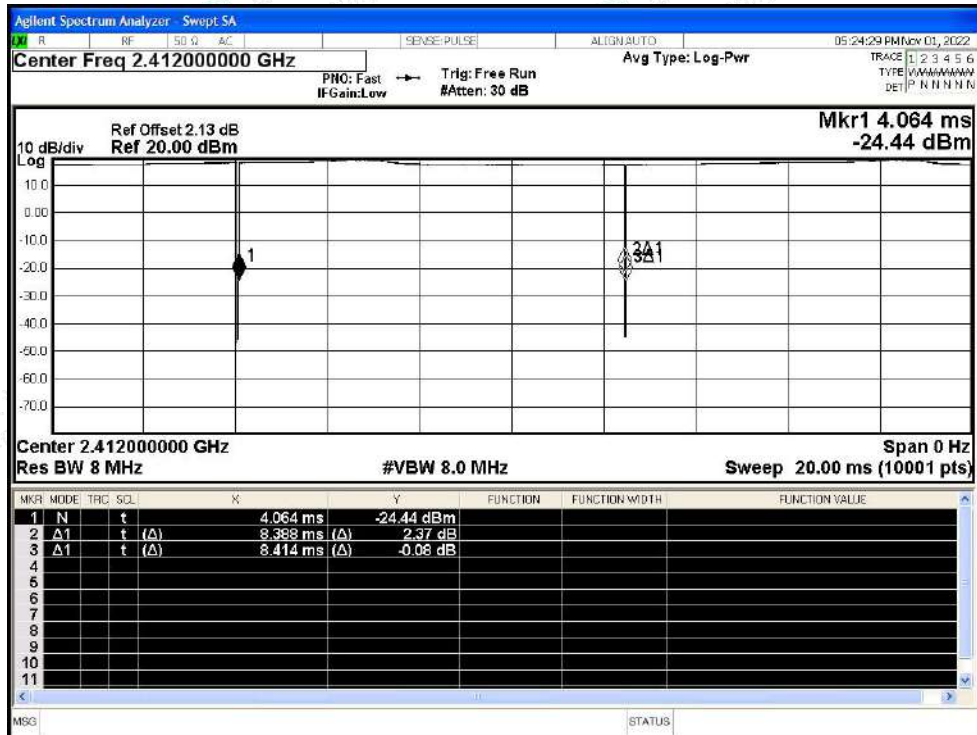 Agilent Spectrum Analyzer - Swept SA
LXI R RF 50 Ω AC SENSE:PULSE ALIGN AUTO 05:24:29 PM Nov 01, 2022
Center Freq 2.412000000 GHz Avg Type: Log-Pwr TRACE 1 2 3 4 5 6
PNO: Fast Trig: Free Run TYPE
IFGain:Low #Atten: 30 dB DET P N N N N N
Mkr1 4.064 ms
Ref Offset 2.13 dB
10 dB/div Ref 20.00 dBm -24.44 dBm
Log
10.0
0.00
-10.0
1
3Δ1
-20.0
-30.0
-40.0
-50.0
-60.0
-70.0
Center 2.412000000 GHz Span 0 Hz
Res BW 8 MHz #VBW 8.0 MHz Sweep 20.00 ms (10001 pts)
MKR MODE TRC SCL X Y FUNCTION FUNCTION WIDTH FUNCTION VALUE
1 N t 4.064 ms -24.44 dBm
2 Δ1 t (Δ) 8.388 ms (Δ) 2.37 dB
3 Δ1 t (Δ) 8.414 ms (Δ) -0.08 dB
4
5
6
7
8
9
10
11
MSG STATUS